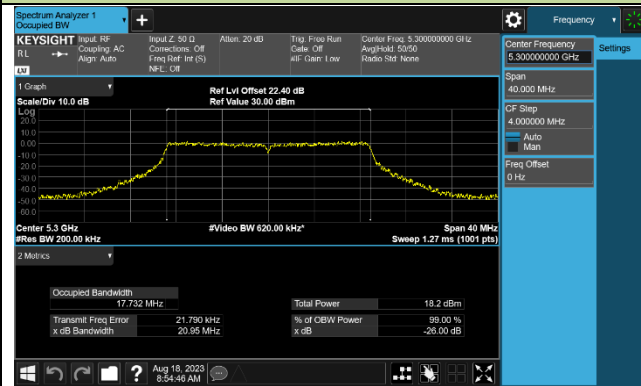 Spectrum Analyzer 1
Occupied BW
Frequency
KEYSIGHT
RL
LXI
Input: RF
Coupling: AC
Align: Auto
Input Z: 50 Ω
Corrections: Off
Freq Ref: Int (S)
NFE: Off
Atten: 20 dB
Trig: Free Run
Gate: Off
#IF Gain: Low
Center Freq: 5.300000000 GHz
Avg|Hold: 50/50
Radio Std: None
Center Frequency
5.300000000 GHz
Settings
Span
40.000 MHz
CF Step
4.000000 MHz
Auto
Man
Freq Offset
0 Hz
1 Graph
Scale/Div 10.0 dB
Ref Lvl Offset 22.40 dB
Ref Value 30.00 dBm
Log
20.0
10.0
0.00
-10.0
-20.0
-30.0
-40.0
-50.0
-60.0
Center 5.3 GHz
#Res BW 200.00 kHz
#Video BW 620.00 kHz*
Span 40 MHz
Sweep 1.27 ms (1001 pts)
2 Metrics
Occupied Bandwidth
17.732 MHz
Total Power 18.2 dBm
Transmit Freq Error 21.790 kHz
% of OBW Power 99.00 %
x dB Bandwidth 20.95 MHz
x dB -26.00 dB
?
Aug 18, 2023
8:54:46 AM